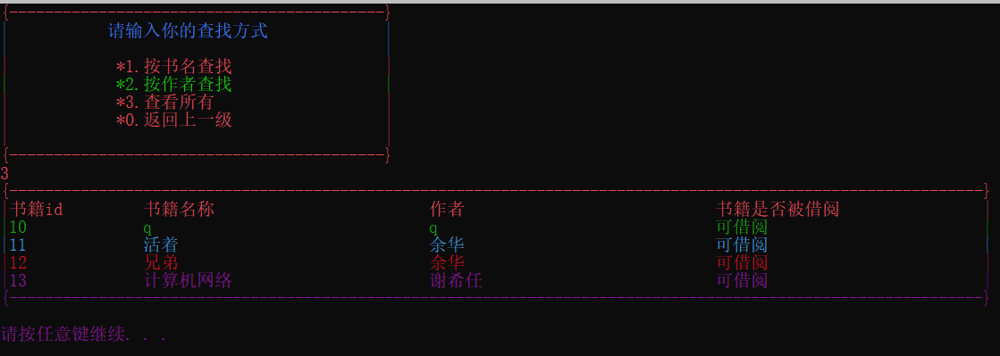 请输入你的查找方式
*1.按书名查找
*2.按作者查找
*3.查看所有
*0.返回上一级
3
书籍id 书籍名称 作者 书籍是否被借阅
10 q q 可借阅
11 活着 余华 可借阅
12 兄弟 余华 可借阅
13 计算机网络 谢希任 可借阅
请按任意键继续. . .